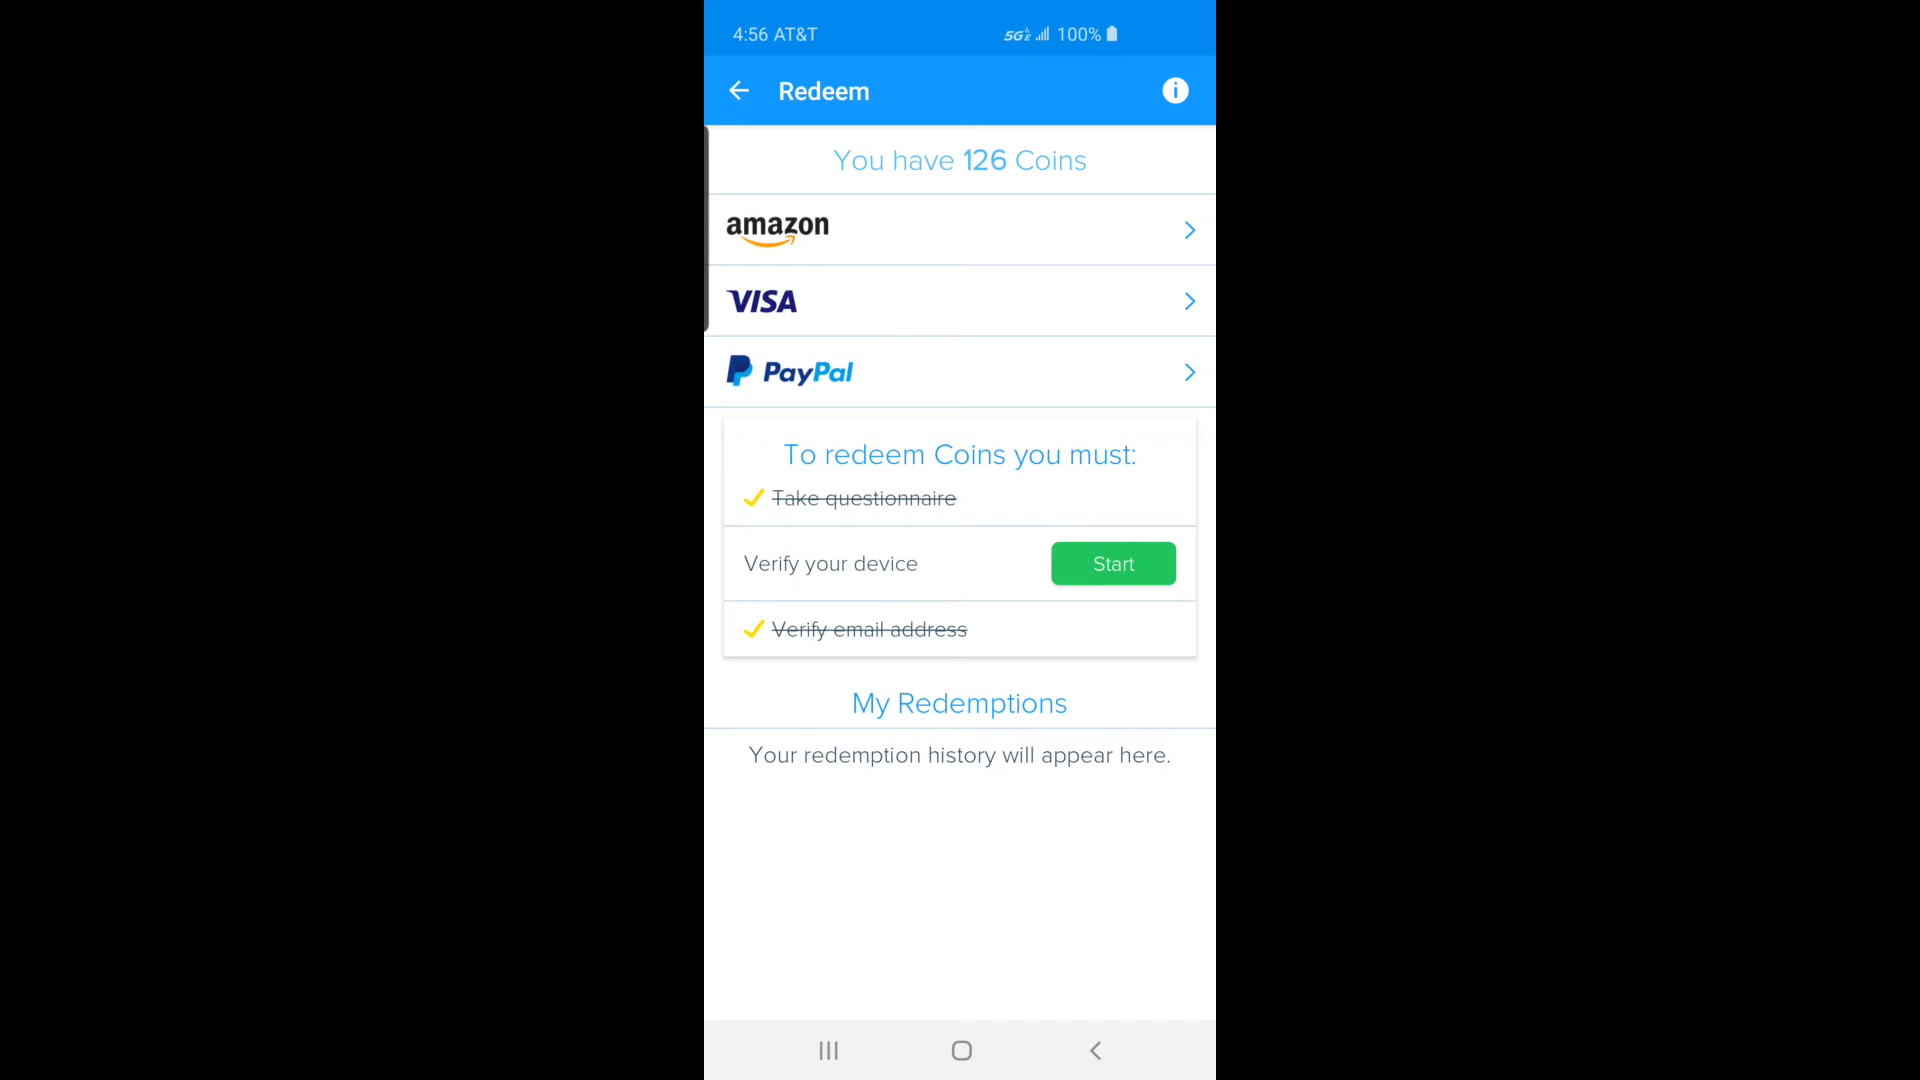 4:56 AT&T 5GE 100%
Redeem
You have 126 Coins
amazon
VISA
PayPal
To redeem Coins you must:
Take questionnaire
Verify your device Start
Verify email address
My Redemptions
Your redemption history will appear here.